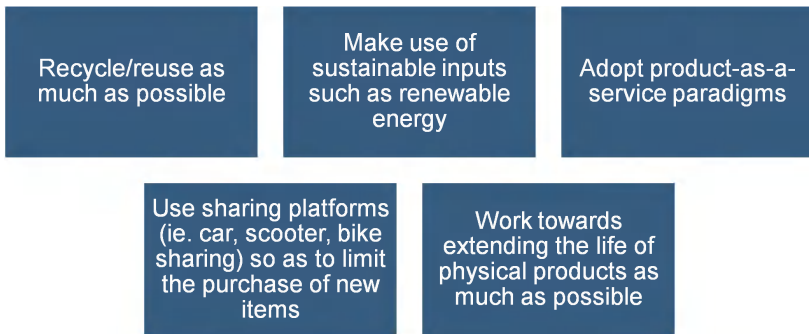 Recycle/reuse as
much as possible
Make use of
sustainable inputs
such as renewable
energy
Adopt product-as-a-
service paradigms
Use sharing platforms
(ie. car, scooter, bike
sharing) so as to limit
the purchase of new
items
Work towards
extending the life of
physical products as
much as possible